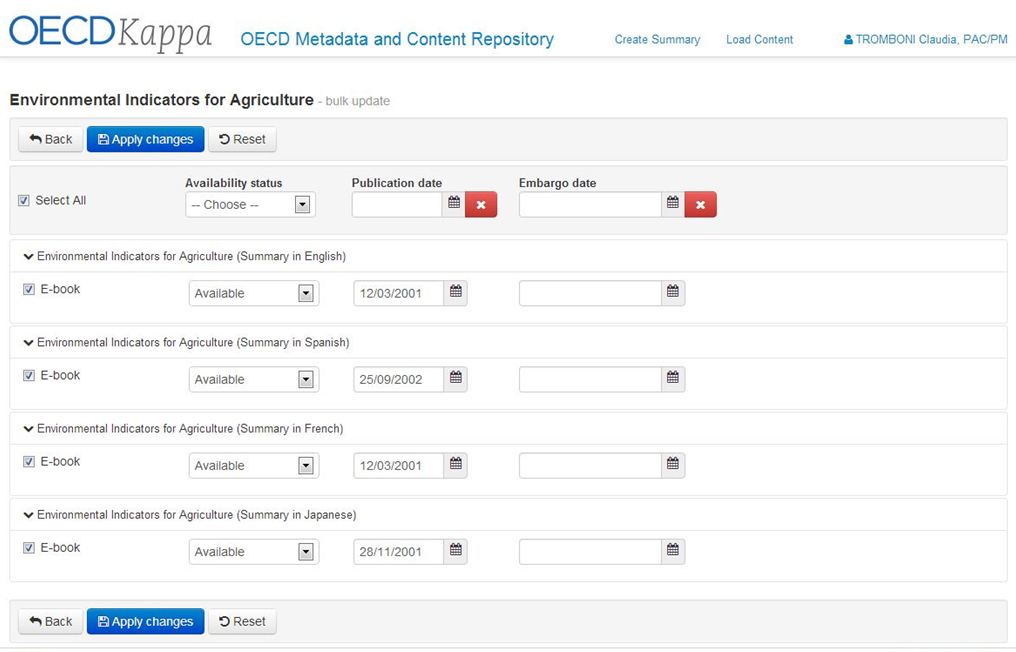 OECD Kappa OECD Metadata and Content Repository Create Summary Load Content TROMBONI Claudia, PAC/PM
Environmental Indicators for Agriculture - bulk update
Back Apply changes Reset
Availability status Publication date Embargo date
Select All -- Choose --
Environmental Indicators for Agriculture (Summary in English)
E-book Available 12/03/2001
Environmental Indicators for Agriculture (Summary in Spanish)
E-book Available 25/09/2002
Environmental Indicators for Agriculture (Summary in French)
E-book Available 12/03/2001
Environmental Indicators for Agriculture (Summary in Japanese)
E-book Available 28/11/2001
Back Apply changes Reset